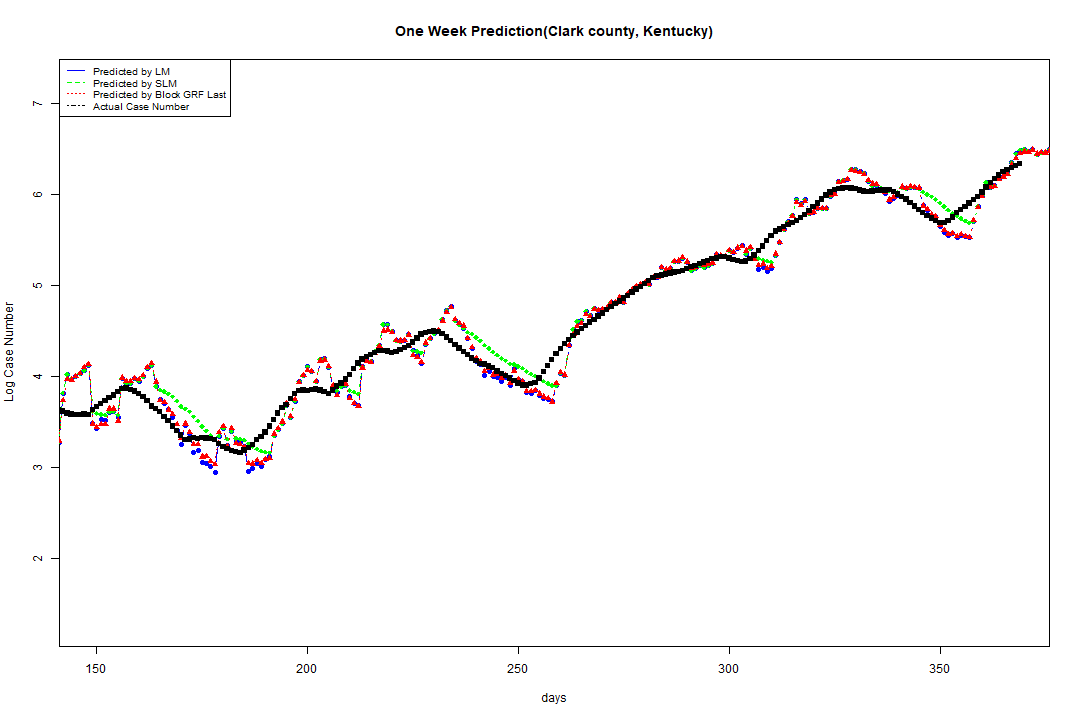 One Week Prediction(Clark county, Kentucky)
Predicted by LM
Predicted by SLM
Predicted by Block GRF Last
Actual Case Number
Log Case Number
7
6
5
4
3
2
150 200 250 300 350
days